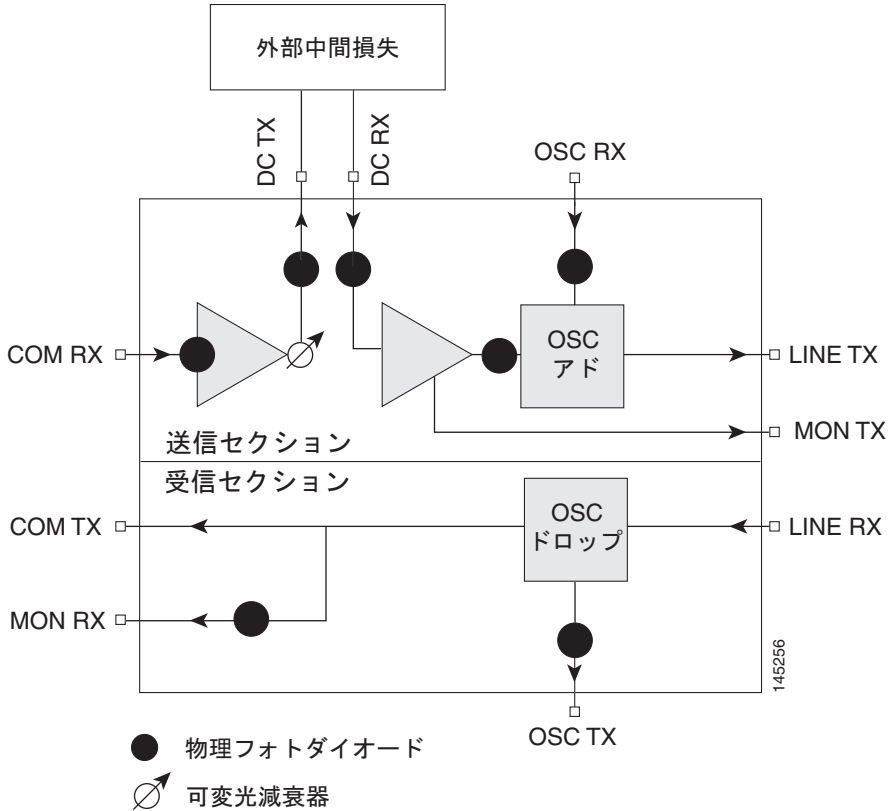 外部中間損失
DC TX
DC RX
OSC RX
COM RX
OSC
アド
LINE TX
MON TX
送信セクション
受信セクション
COM TX
OSC
ドロップ
LINE RX
MON RX
OSC TX
145256
物理フォトダイオード
可変光減衰器